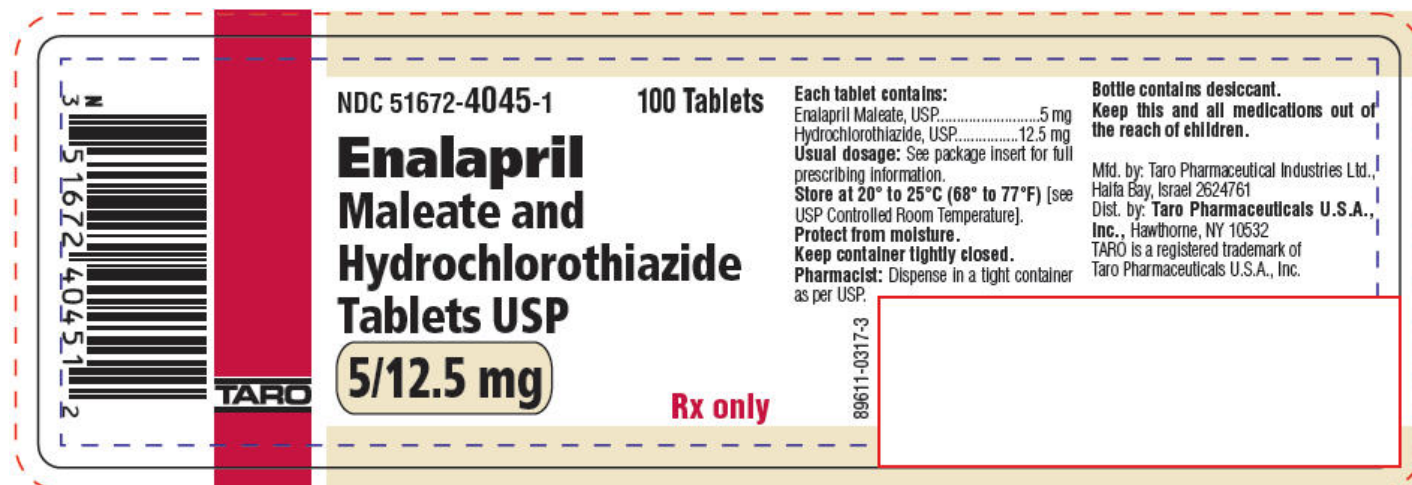 N
3 51672 40451 2
TARO
NDC 51672-4045-1
100 Tablets
Enalapril
Maleate and
Hydrochlorothiazide
Tablets USP
5/12.5 mg
Rx only
Each tablet contains:
Enalapril Maleate, USP...........................5 mg
Hydrochlorothiazide, USP................12.5 mg
Usual dosage: See package insert for full
prescribing information.
Store at 20° to 25°C (68° to 77°F) [see
USP Controlled Room Temperature].
Protect from moisture.
Keep container tightly closed.
Pharmacist: Dispense in a tight container
as per USP.
89611-0317-3
Bottle contains desiccant.
Keep this and all medications out of
the reach of children.
Mfd. by: Taro Pharmaceutical Industries Ltd.,
Haifa Bay, Israel 2624761
Dist. by: Taro Pharmaceuticals U.S.A.,
Inc., Hawthorne, NY 10532
TARO is a registered trademark of
Taro Pharmaceuticals U.S.A., Inc.